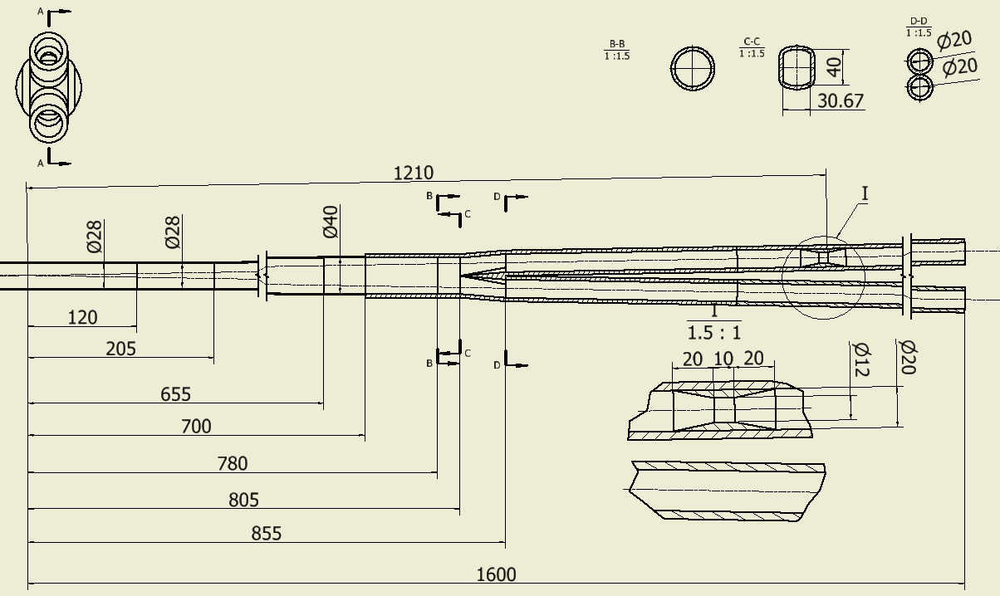 A
A
B-B
1 :1.5
C-C
1 :1.5
40
30.67
D-D
1 :1.5
Ø20
Ø20
1210
B
C
D
I
Ø28
Ø28
Ø40
120
205
B
C
D
I
1.5 : 1
20 10 20
Ø12
Ø20
655
700
780
805
855
1600